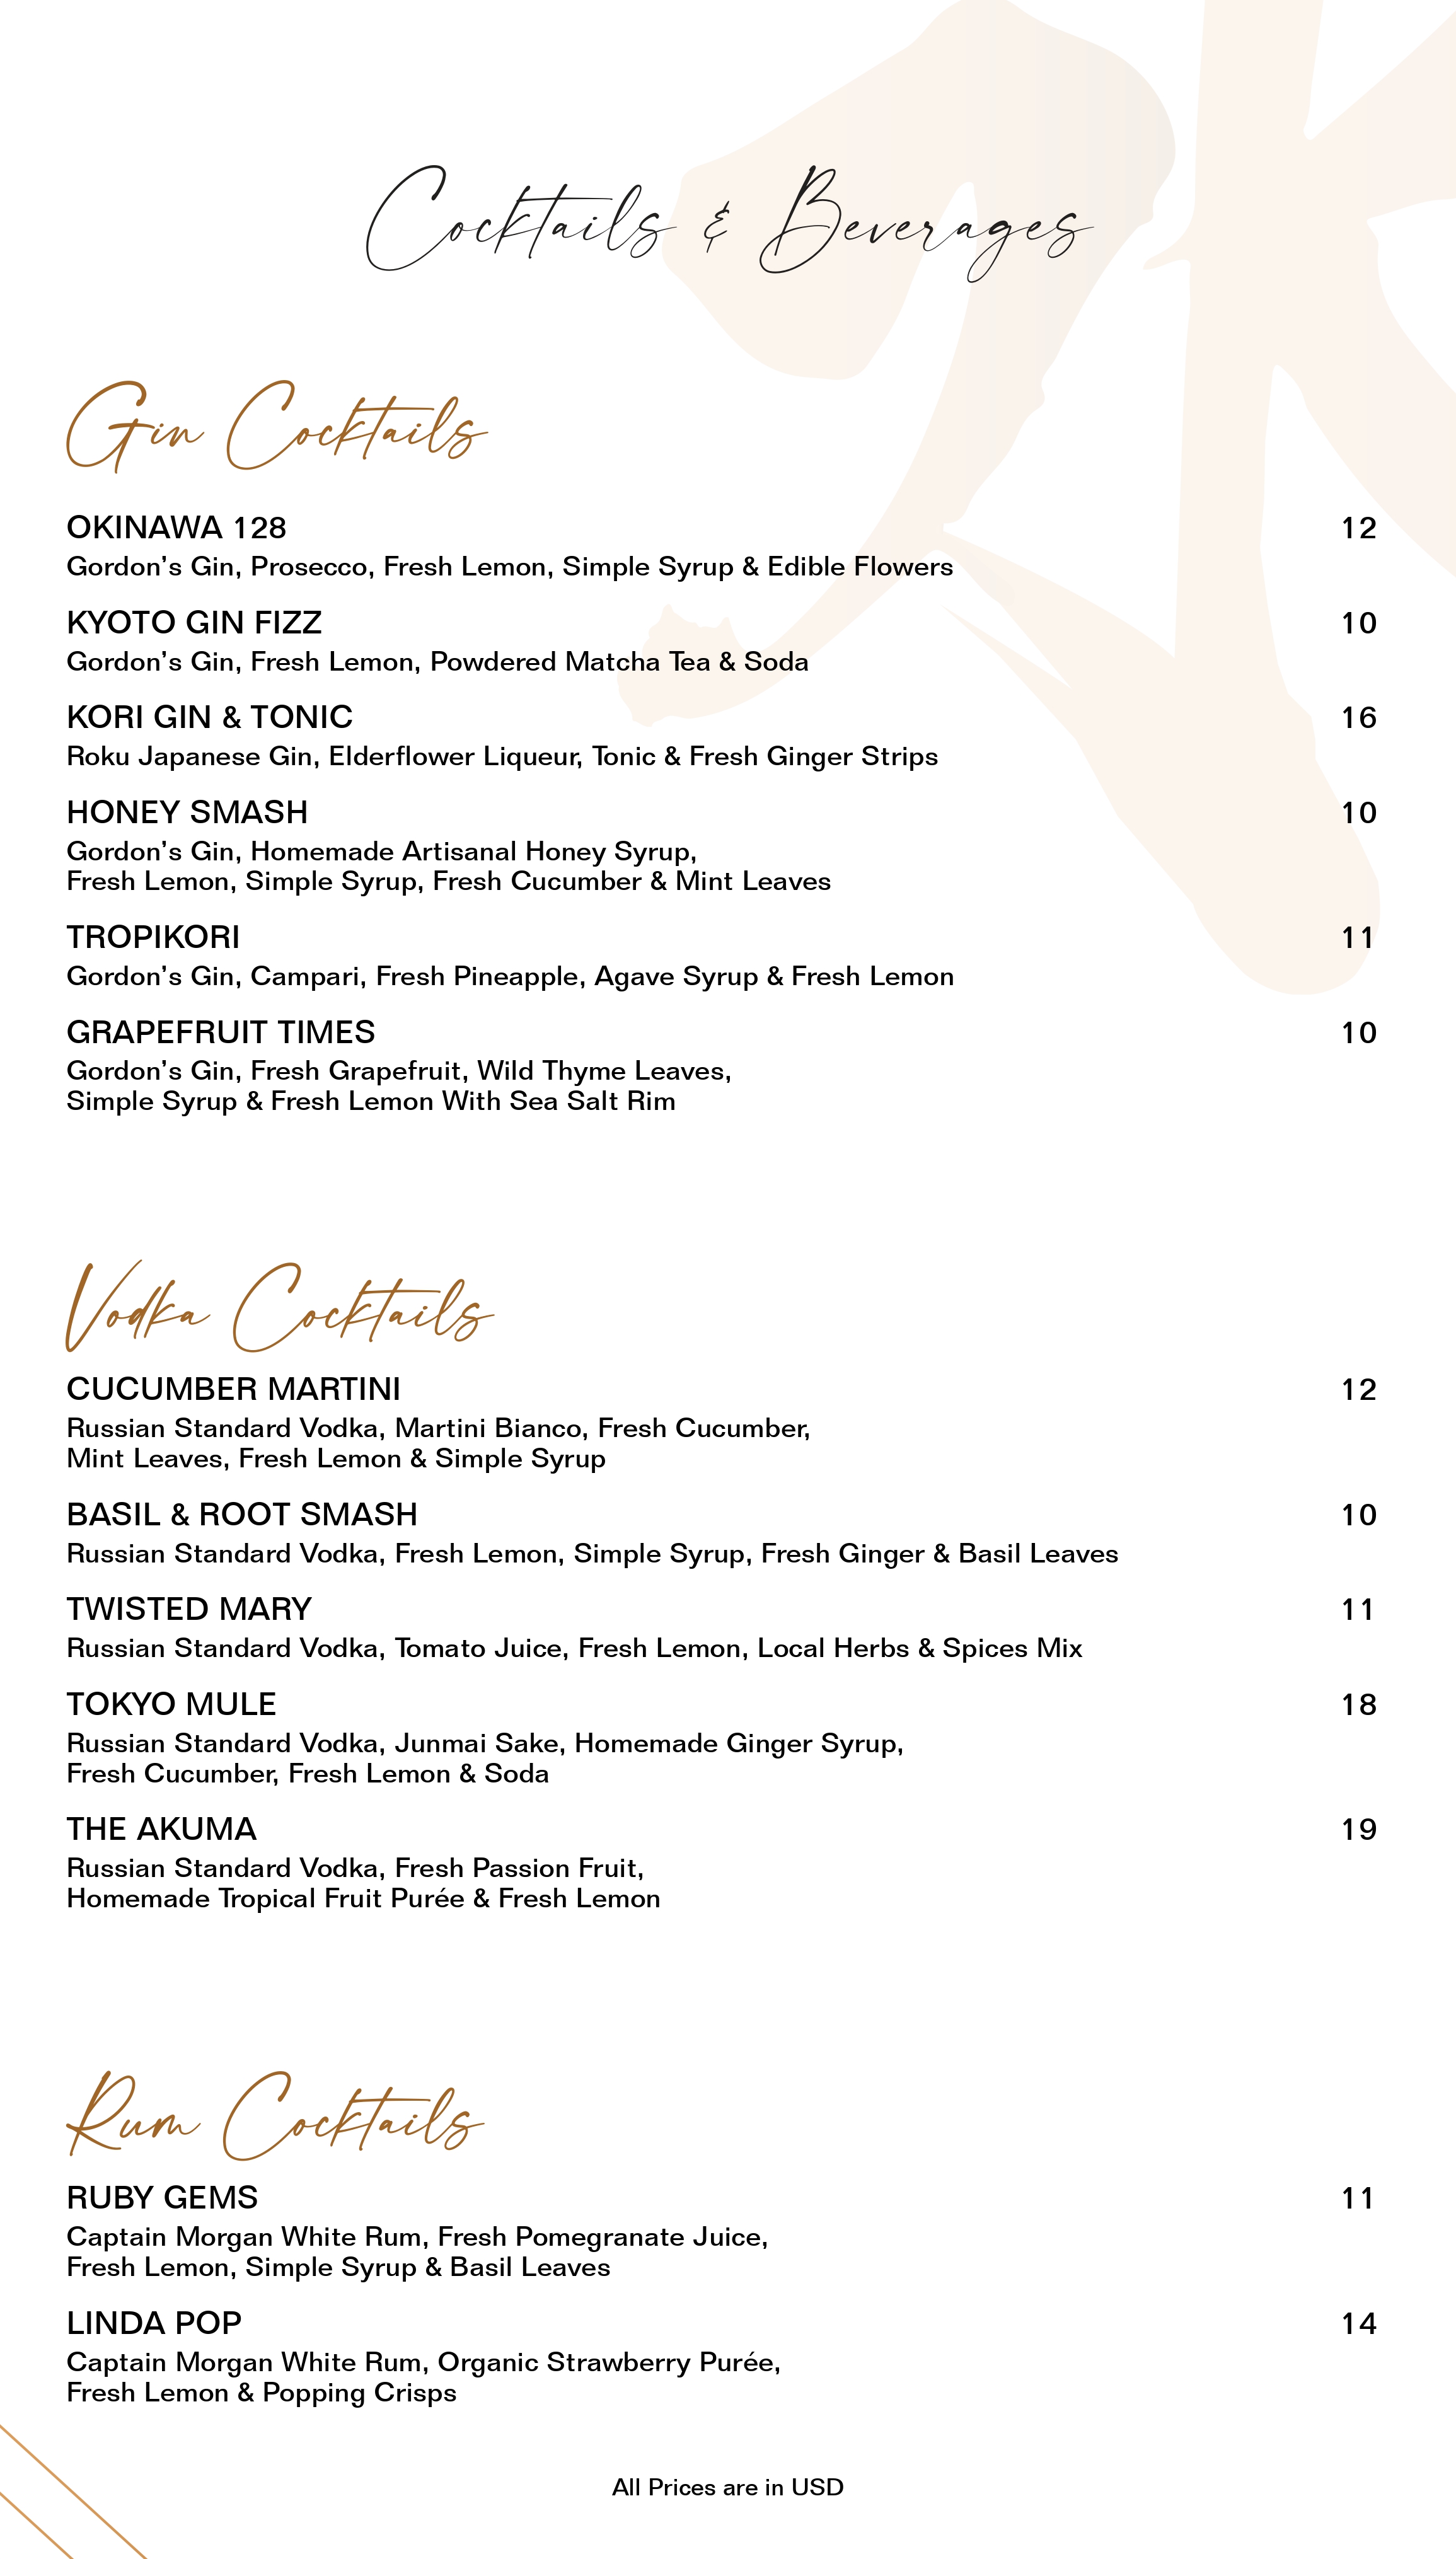 Cocktails & Beverages
Gin Cocktails
OKINAWA 128 12
Gordon’s Gin, Prosecco, Fresh Lemon, Simple Syrup & Edible Flowers
KYOTO GIN FIZZ 10
Gordon’s Gin, Fresh Lemon, Powdered Matcha Tea & Soda
KORI GIN & TONIC 16
Roku Japanese Gin, Elderflower Liqueur, Tonic & Fresh Ginger Strips
HONEY SMASH 10
Gordon’s Gin, Homemade Artisanal Honey Syrup,
Fresh Lemon, Simple Syrup, Fresh Cucumber & Mint Leaves
TROPIKORI 11
Gordon’s Gin, Campari, Fresh Pineapple, Agave Syrup & Fresh Lemon
GRAPEFRUIT TIMES 10
Gordon’s Gin, Fresh Grapefruit, Wild Thyme Leaves,
Simple Syrup & Fresh Lemon With Sea Salt Rim
Vodka Cocktails
CUCUMBER MARTINI 12
Russian Standard Vodka, Martini Bianco, Fresh Cucumber,
Mint Leaves, Fresh Lemon & Simple Syrup
BASIL & ROOT SMASH 10
Russian Standard Vodka, Fresh Lemon, Simple Syrup, Fresh Ginger & Basil Leaves
TWISTED MARY 11
Russian Standard Vodka, Tomato Juice, Fresh Lemon, Local Herbs & Spices Mix
TOKYO MULE 18
Russian Standard Vodka, Junmai Sake, Homemade Ginger Syrup,
Fresh Cucumber, Fresh Lemon & Soda
THE AKUMA 19
Russian Standard Vodka, Fresh Passion Fruit,
Homemade Tropical Fruit Purée & Fresh Lemon
Rum Cocktails
RUBY GEMS 11
Captain Morgan White Rum, Fresh Pomegranate Juice,
Fresh Lemon, Simple Syrup & Basil Leaves
LINDA POP 14
Captain Morgan White Rum, Organic Strawberry Purée,
Fresh Lemon & Popping Crisps
All Prices are in USD